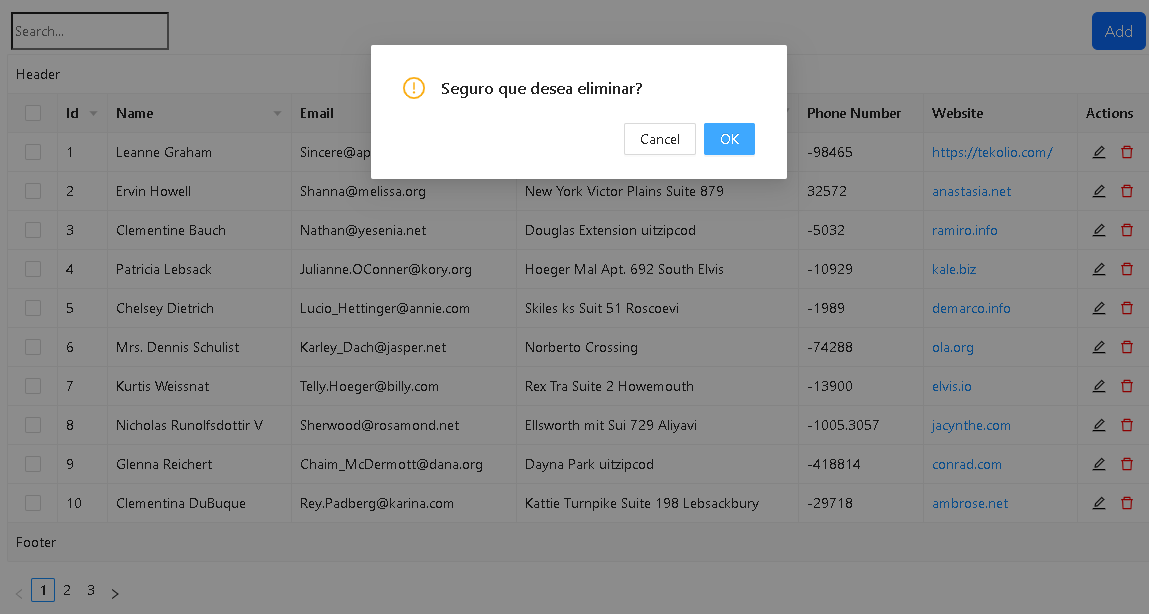 Search...
Add
Header
Seguro que desea eliminar?
Cancel OK
Id Name Email Phone Number Website Actions
1 Leanne Graham Sincere@ap -98465 https://tekolio.com/
2 Ervin Howell Shanna@melissa.org New York Victor Plains Suite 879 32572 anastasia.net
3 Clementine Bauch Nathan@yesenia.net Douglas Extension uitzipcod -5032 ramiro.info
4 Patricia Lebsack Julianne.OConner@kory.org Hoeger Mal Apt. 692 South Elvis -10929 kale.biz
5 Chelsey Dietrich Lucio_Hettinger@annie.com Skiles ks Suit 51 Roscoevi -1989 demarco.info
6 Mrs. Dennis Schulist Karley_Dach@jasper.net Norberto Crossing -74288 ola.org
7 Kurtis Weissnat Telly.Hoeger@billy.com Rex Tra Suite 2 Howemouth -13900 elvis.io
8 Nicholas Runolfsdottir V Sherwood@rosamond.net Ellsworth mit Sui 729 Aliyavi -1005.3057 jacynthe.com
9 Glenna Reichert Chaim_McDermott@dana.org Dayna Park uitzipcod -418814 conrad.com
10 Clementina DuBuque Rey.Padberg@karina.com Kattie Turnpike Suite 198 Lebsackbury -29718 ambrose.net
Footer
< 1 2 3 >